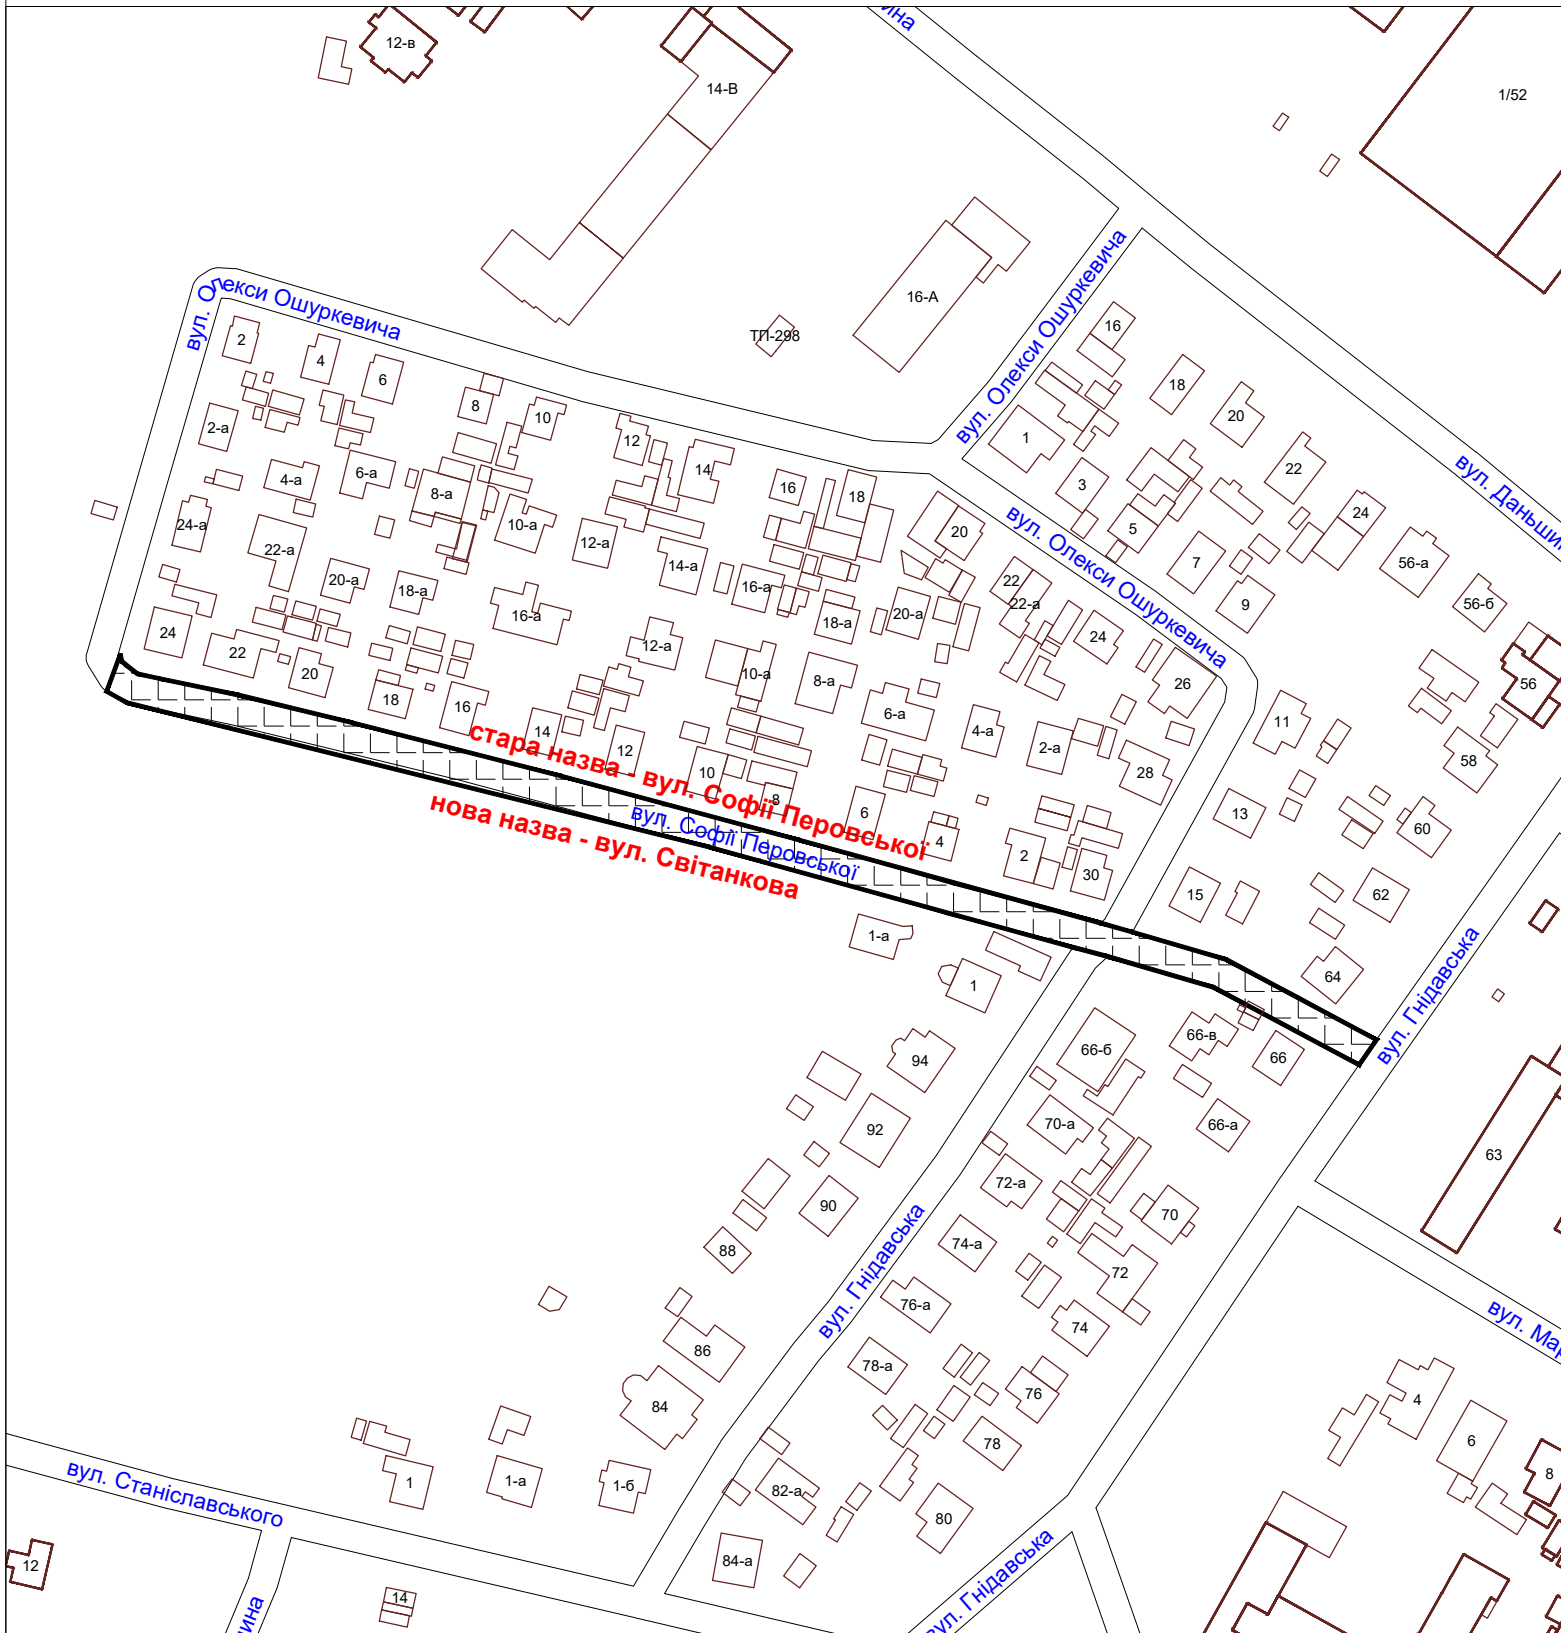 12-в
14-В
1/52
16-А
ТП-298
вул. Олекси Ошуркевича
вул. Олекси Ошуркевича
2
4
6
8
10
12
14
16
18
20
22
22-а
24
26
28
30
2-а
4-а
6-а
8-а
10-а
12-а
14-а
16-а
18-а
20-а
24-а
22-а
20-а
18-а
16-а
12-а
10-а
8-а
6-а
4-а
2-а
24
22
20
18
16
14
12
10
8
6
4
2
16
18
20
22
24
56-а
56-б
56
58
60
62
64
1
3
5
7
9
11
13
15
вул. Олекси Ошуркевича
вул. Даньшин
стара назва - вул. Софії Перовської
вул. Софії Перовської
нова назва - вул. Світанкова
вул. Гнідавська
1-а
1
94
92
90
88
86
84
66-б
66-в
66
66-а
70-а
72-а
70
74-а
72
76-а
74
78-а
76
78
82-а
80
84-а
63
вул. Гнідавська
вул. Мар
4
6
8
1
1-а
1-б
вул. Станіславського
12
14
ина
вул. Гнідавська
ина